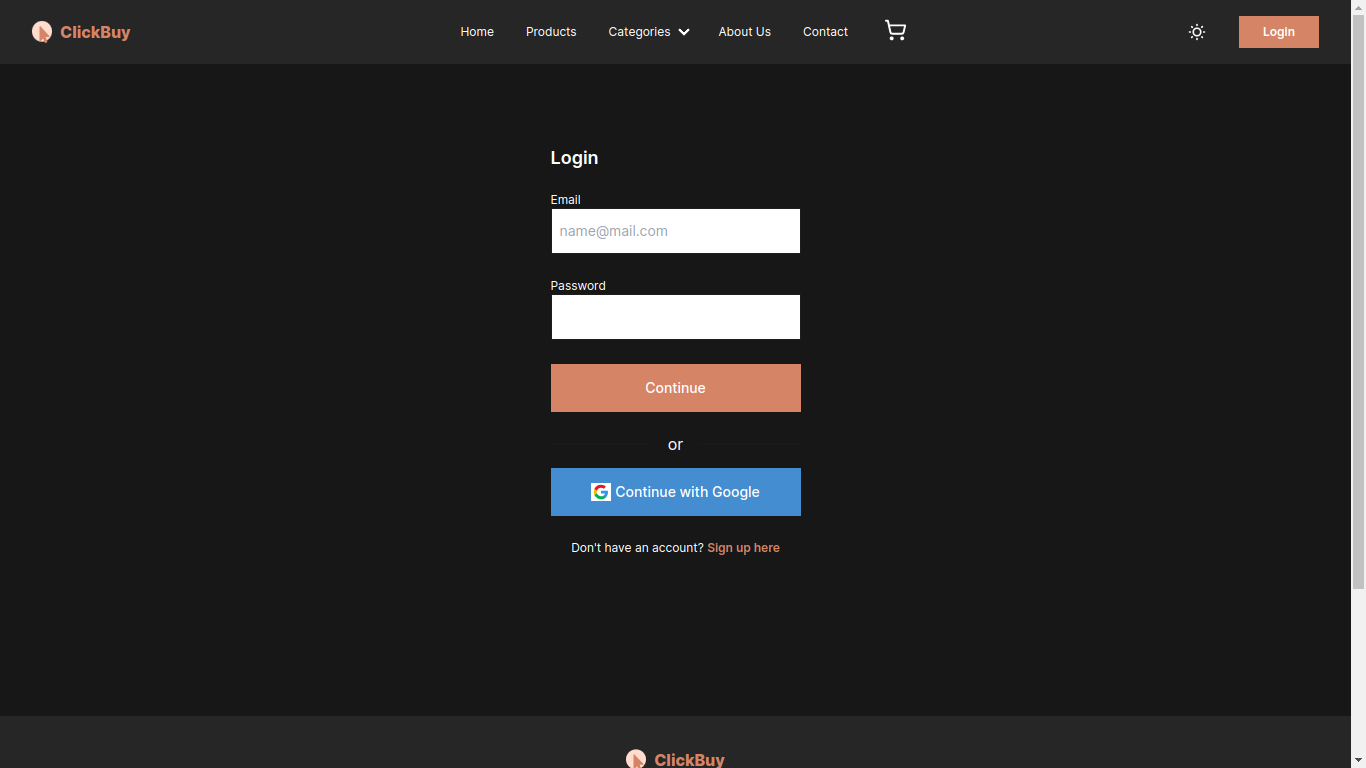 ClickBuy
Home Products Categories About Us Contact
Login
Login
Email
name@mail.com
Password
Continue
or
Continue with Google
Don't have an account? Sign up here
ClickBuy